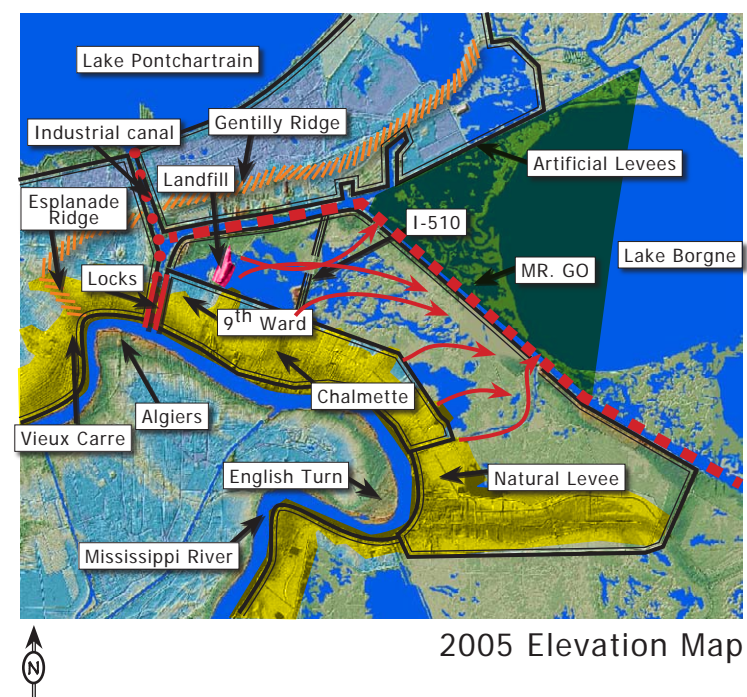 Lake Pontchartrain
Industrial canal
Gentilly Ridge
Landfill
Artificial Levees
Esplanade
Ridge
I-510
Lake Borgne
MR. GO
Locks
9th Ward
Chalmette
Algiers
Vieux Carre
English Turn
Natural Levee
Mississippi River
2005 Elevation Map
N